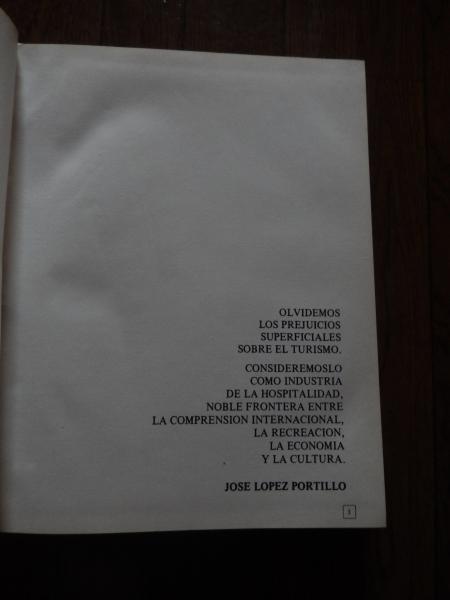 OLVIDEMOS
LOS PREJUICIOS
SUPERFICIALES
SOBRE EL TURISMO.
CONSIDEREMOSLO
COMO INDUSTRIA
DE LA HOSPITALIDAD,
NOBLE FRONTERA ENTRE
LA COMPRENSION INTERNACIONAL,
LA RECREACION,
LA ECONOMIA
Y LA CULTURA.
JOSE LOPEZ PORTILLO